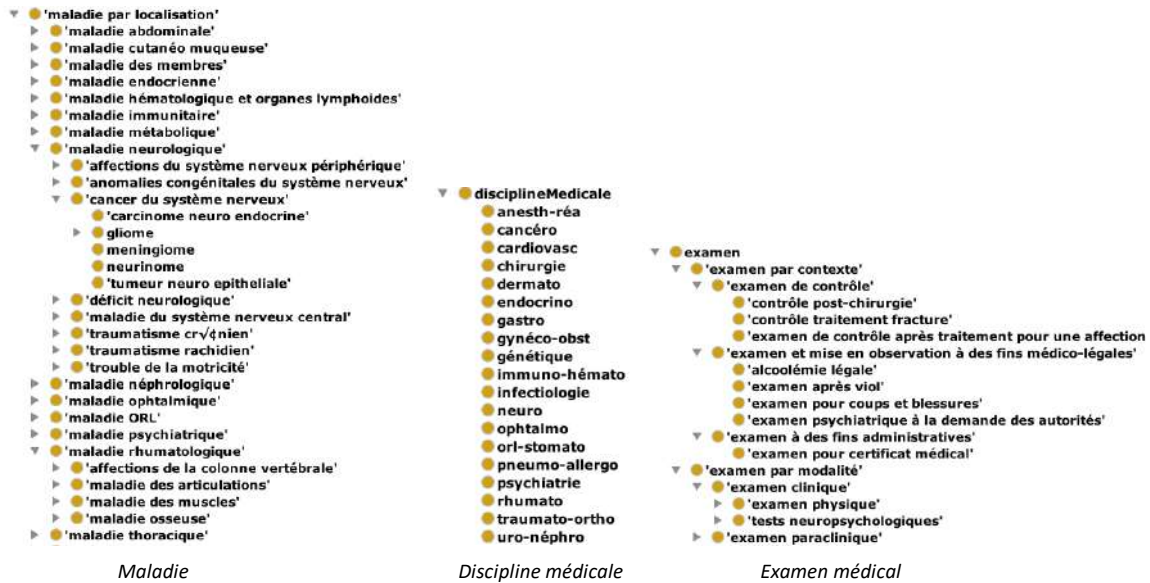 'maladie par localisation'
'maladie abdominale'
'maladie cutanéo muqueuse'
'maladie des membres'
'maladie endocrienne'
'maladie hématologique et organes lymphoides'
'maladie immunitaire'
'maladie métabolique'
'maladie neurologique'
'affections du système nerveux périphérique'
'anomalies congénitales du système nerveux'
'cancer du système nerveux'
'carcinome neuro endocrine'
gliome
meningiome
neurinome
'tumeur neuro epitheliale'
'déficit neurologique'
'maladie du système nerveux central'
'traumatisme cr√¢nien'
'traumatisme rachidien'
'trouble de la motricité'
'maladie néphrologique'
'maladie ophtalmique'
'maladie ORL'
'maladie psychiatrique'
'maladie rhumatologique'
'affections de la colonne vertébrale'
'maladie des articulations'
'maladie des muscles'
'maladie osseuse'
'maladie thoracique'
Maladie
disciplineMedicale
anesth-réa
cancéro
cardiovasc
chirurgie
dermato
endocrino
gastro
gynéco-obst
génétique
immuno-hémato
infectiologie
neuro
ophtalmo
orl-stomato
pneumo-allergo
psychiatrie
rhumato
traumato-ortho
uro-néphro
Discipline médicale
examen
'examen par contexte'
'examen de contrôle'
'contrôle post-chirurgie'
'contrôle traitement fracture'
'examen de contrôle après traitement pour une affection
'examen et mise en observation à des fins médico-légales'
'alcoolémie légale'
'examen après viol'
'examen pour coups et blessures'
'examen psychiatrique à la demande des autorités'
'examen à des fins administratives'
'examen pour certificat médical'
'examen par modalité'
'examen clinique'
'examen physique'
'tests neuropsychologiques'
'examen paraclinique'
Examen médical